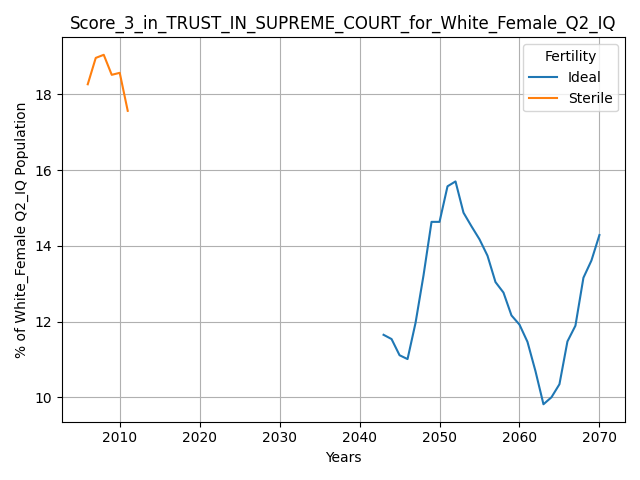 Score_3_in_TRUST_IN_SUPREME_COURT_for_White_Female_Q2_IQ
Fertility
Ideal
Sterile
% of White_Female Q2_IQ Population
18
16
14
12
10
2010 2020 2030 2040 2050 2060 2070
Years